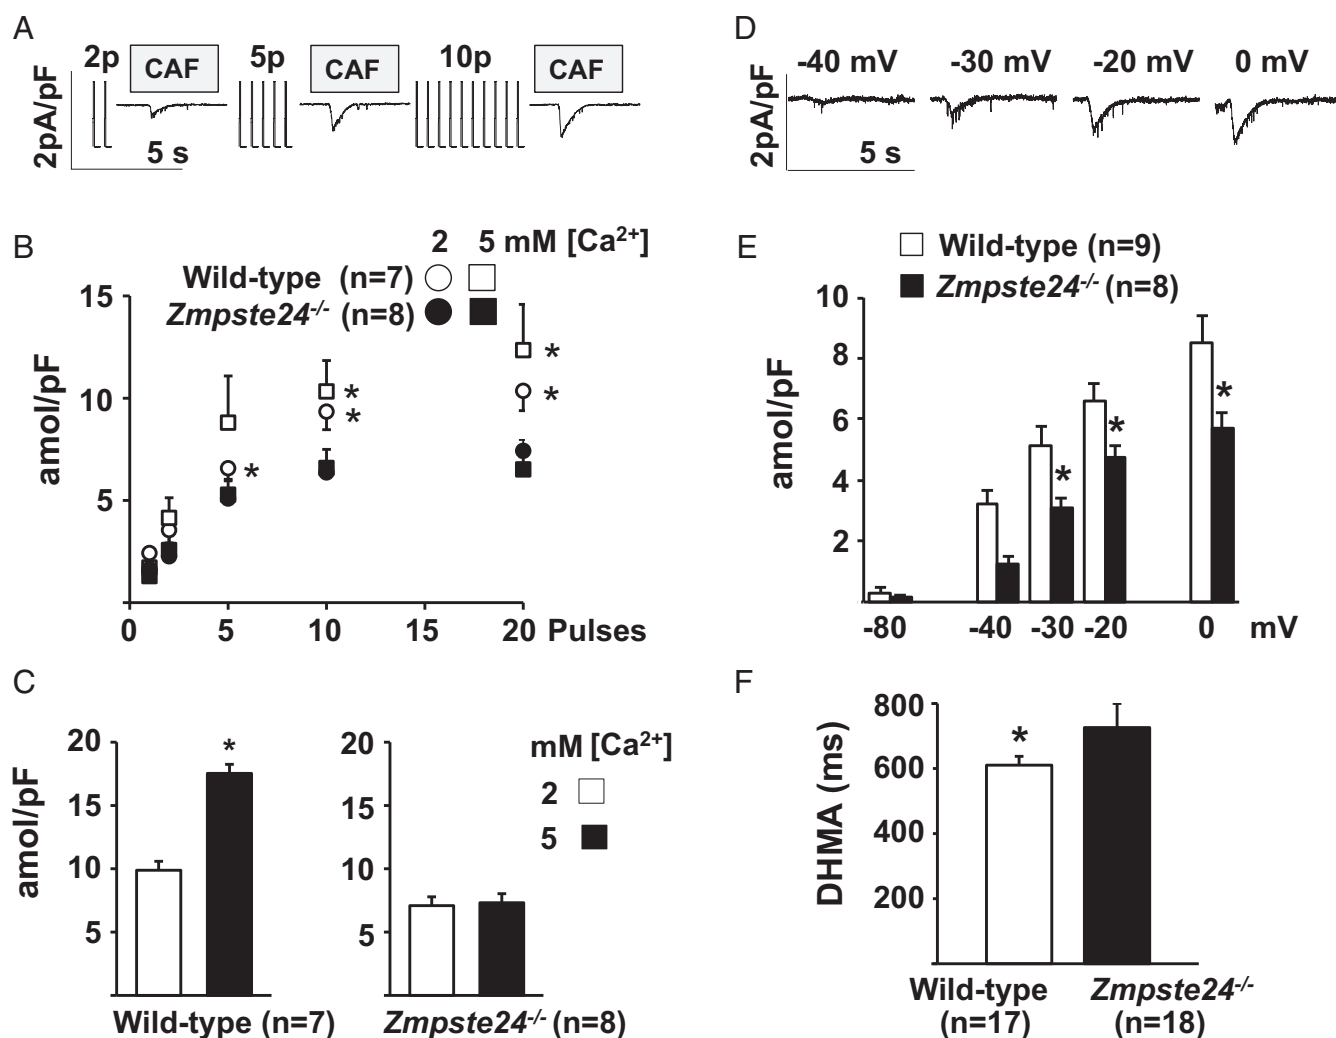 A
2p CAF 5p CAF 10p CAF
2pA/pF
5 s
B
2 5 mM [Ca2+]
Wild-type (n=7)
Zmpste24-/- (n=8)
amol/pF
15
10
5
* * * * *
0 5 10 15 20 Pulses
C
amol/pF
20
15
10
5
*
Wild-type (n=7)
20
15
10
5
mM [Ca2+]
2
5
Zmpste24-/- (n=8)
D
-40 mV -30 mV -20 mV 0 mV
2pA/pF
5 s
E
Wild-type (n=9)
Zmpste24-/- (n=8)
amol/pF
10
8
6
4
2
* * *
-80 -40 -30 -20 0 mV
F
DHMA (ms)
800
600
400
200
*
Wild-type
(n=17)
Zmpste24-/-
(n=18)